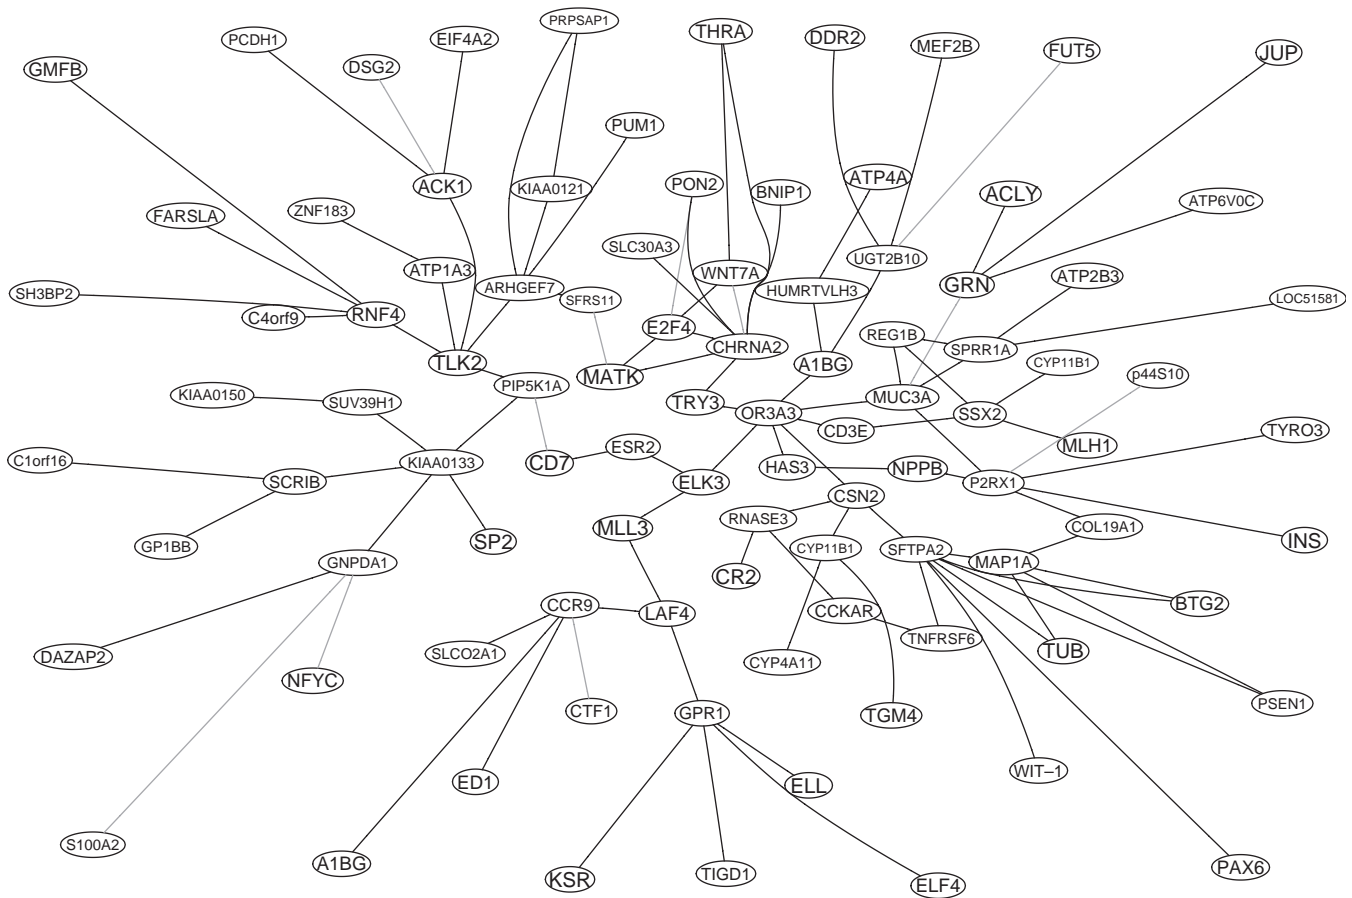 PRPSAP1
THRA
DDR2
PCDH1
EIF4A2
MEF2B
FUT5
JUP
GMFB
DSG2
PUM1
ACK1
KIAA0121
PON2
BNIP1
ATP4A
ACLY
ATP6V0C
FARSLA
ZNF183
SLC30A3
UGT2B10
ATP1A3
WNT7A
ATP2B3
SH3BP2
ARHGEF7
SFRS11
HUMRTVLH3
GRN
LOC51581
C4orf9
RNF4
E2F4
REG1B
CHRNA2
SPRR1A
TLK2
MATK
A1BG
CYP11B1
p44S10
PIP5K1A
KIAA0150
SUV39H1
TRY3
OR3A3
MUC3A
SSX2
CD3E
TYRO3
MLH1
C1orf16
KIAA0133
CD7
ESR2
HAS3
NPPB
SCRIB
ELK3
P2RX1
CSN2
RNASE3
MLL3
COL19A1
GP1BB
SP2
CYP11B1
SFTPA2
INS
GNPDA1
CR2
MAP1A
CCR9
LAF4
CCKAR
BTG2
DAZAP2
SLCO2A1
TNFRSF6
TUB
CYP4A11
NFYC
CTF1
GPR1
TGM4
PSEN1
ED1
ELL
WIT–1
S100A2
A1BG
KSR
TIGD1
ELF4
PAX6